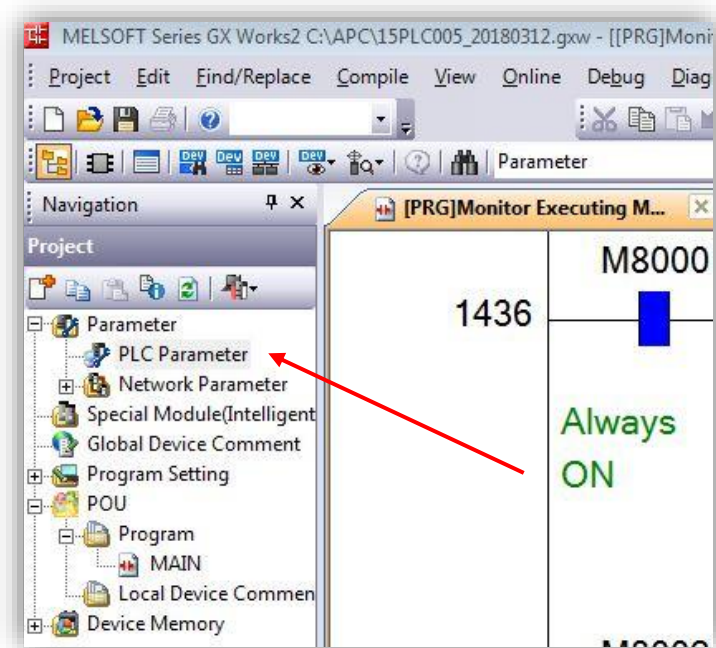 MELSOFT Series GX Works2 C:\APC\15PLC005_20180312.gxw - [[PRG]Monit
Project Edit Find/Replace Compile View Online Debug Diag
Parameter
Navigation
[PRG]Monitor Executing M...
Project
Parameter
PLC Parameter
Network Parameter
Special Module(Intelligent
Global Device Comment
Program Setting
POU
Program
MAIN
Local Device Commen
Device Memory
M8000
1436
Always
ON